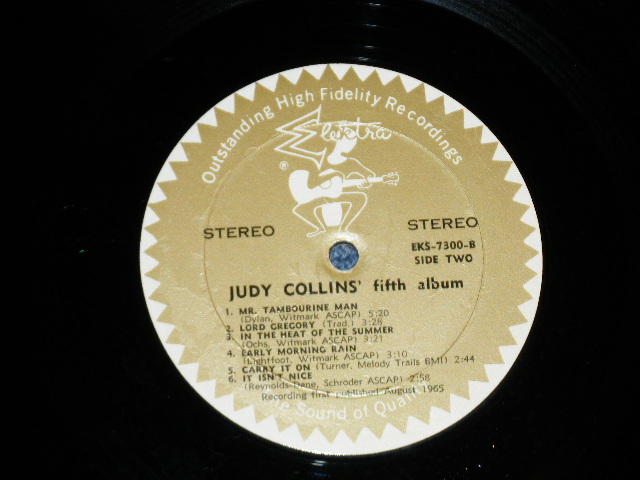 Outstanding High Fidelity Recordings
Elektra
®
STEREO
STEREO
EKS-7300-B
SIDE TWO
JUDY COLLINS' fifth album
1. MR. TAMBOURINE MAN
(Dylan, Witmark ASCAP) 5:20
2. LORD GREGORY (Trad.) 3:28
3. IN THE HEAT OF THE SUMMER
(Ochs, Witmark ASCAP) 3:21
4. EARLY MORNING RAIN
(Lightfoot, Witmark ASCAP) 3:10
5. CARRY IT ON (Turner, Melody Trails BMI) 2:44
6. IT ISN'T NICE
(Reynolds-Dane, Schroder ASCAP) 2:58
Recording first published August 1965
The Sound of Quality